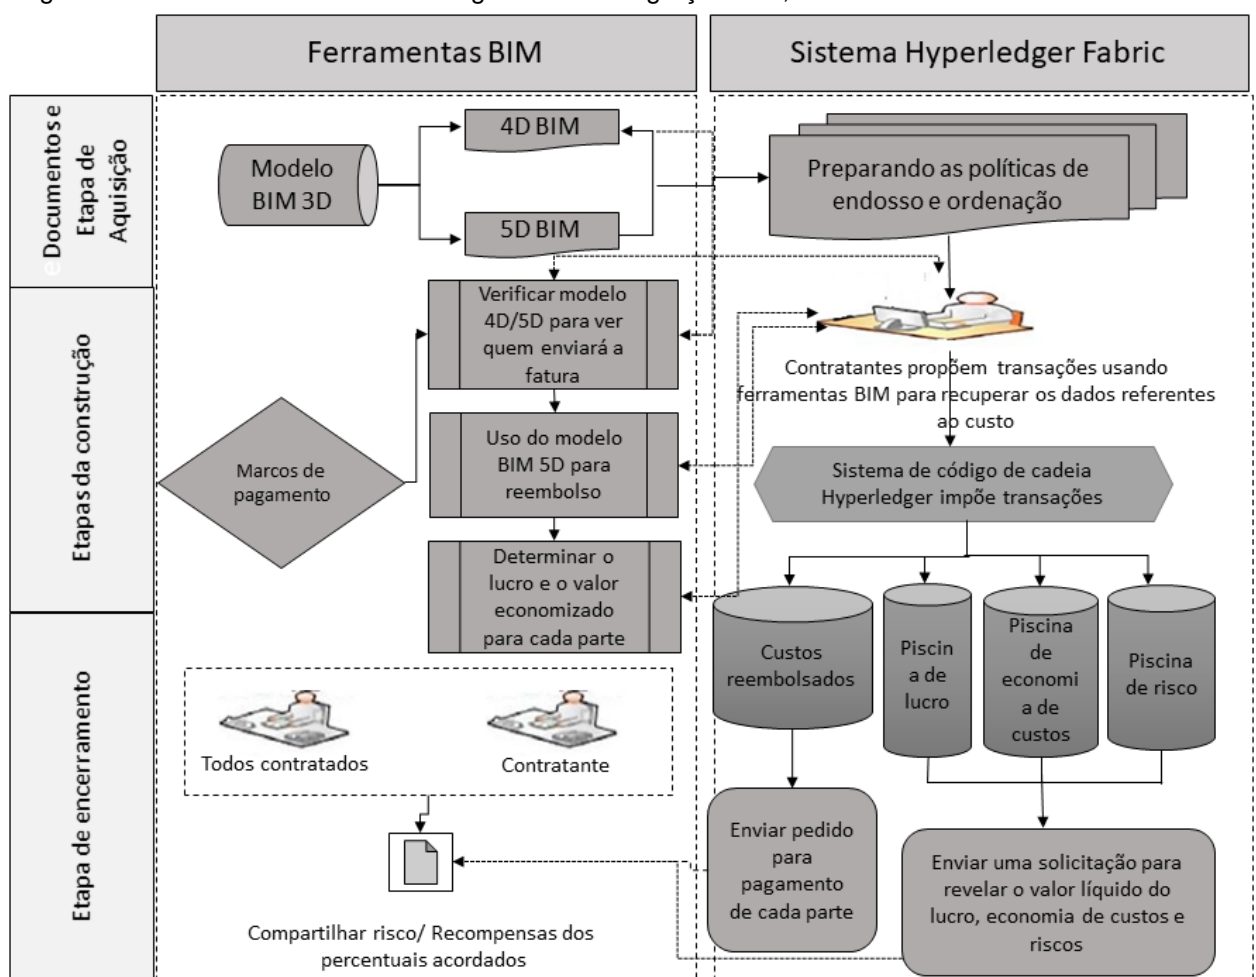 Ferramentas BIM
Sistema Hyperledger Fabric
eDocumentos e
Etapa de
Aquisição
Modelo
BIM 3D
4D BIM
5D BIM
Preparando as políticas de
endosso e ordenação
Etapas da construção
Marcos de
pagamento
Verificar modelo
4D/5D para ver
quem enviará a
fatura
Uso do modelo
BIM 5D para
reembolso
Determinar o
lucro e o valor
economizado
para cada parte
Contratantes propõem transações usando
ferramentas BIM para recuperar os dados referentes
ao custo
Sistema de código de cadeia
Hyperledger impõe transações
Custos
reembolsados
Piscin
a de
lucro
Piscina
de
economi
a de
custos
Piscina
de risco
Etapa de encerramento
Todos contratados
Contratante
Compartilhar risco/ Recompensas dos
percentuais acordados
Enviar pedido
para
pagamento
de cada parte
Enviar uma solicitação para
revelar o valor líquido do
lucro, economia de custos e
riscos